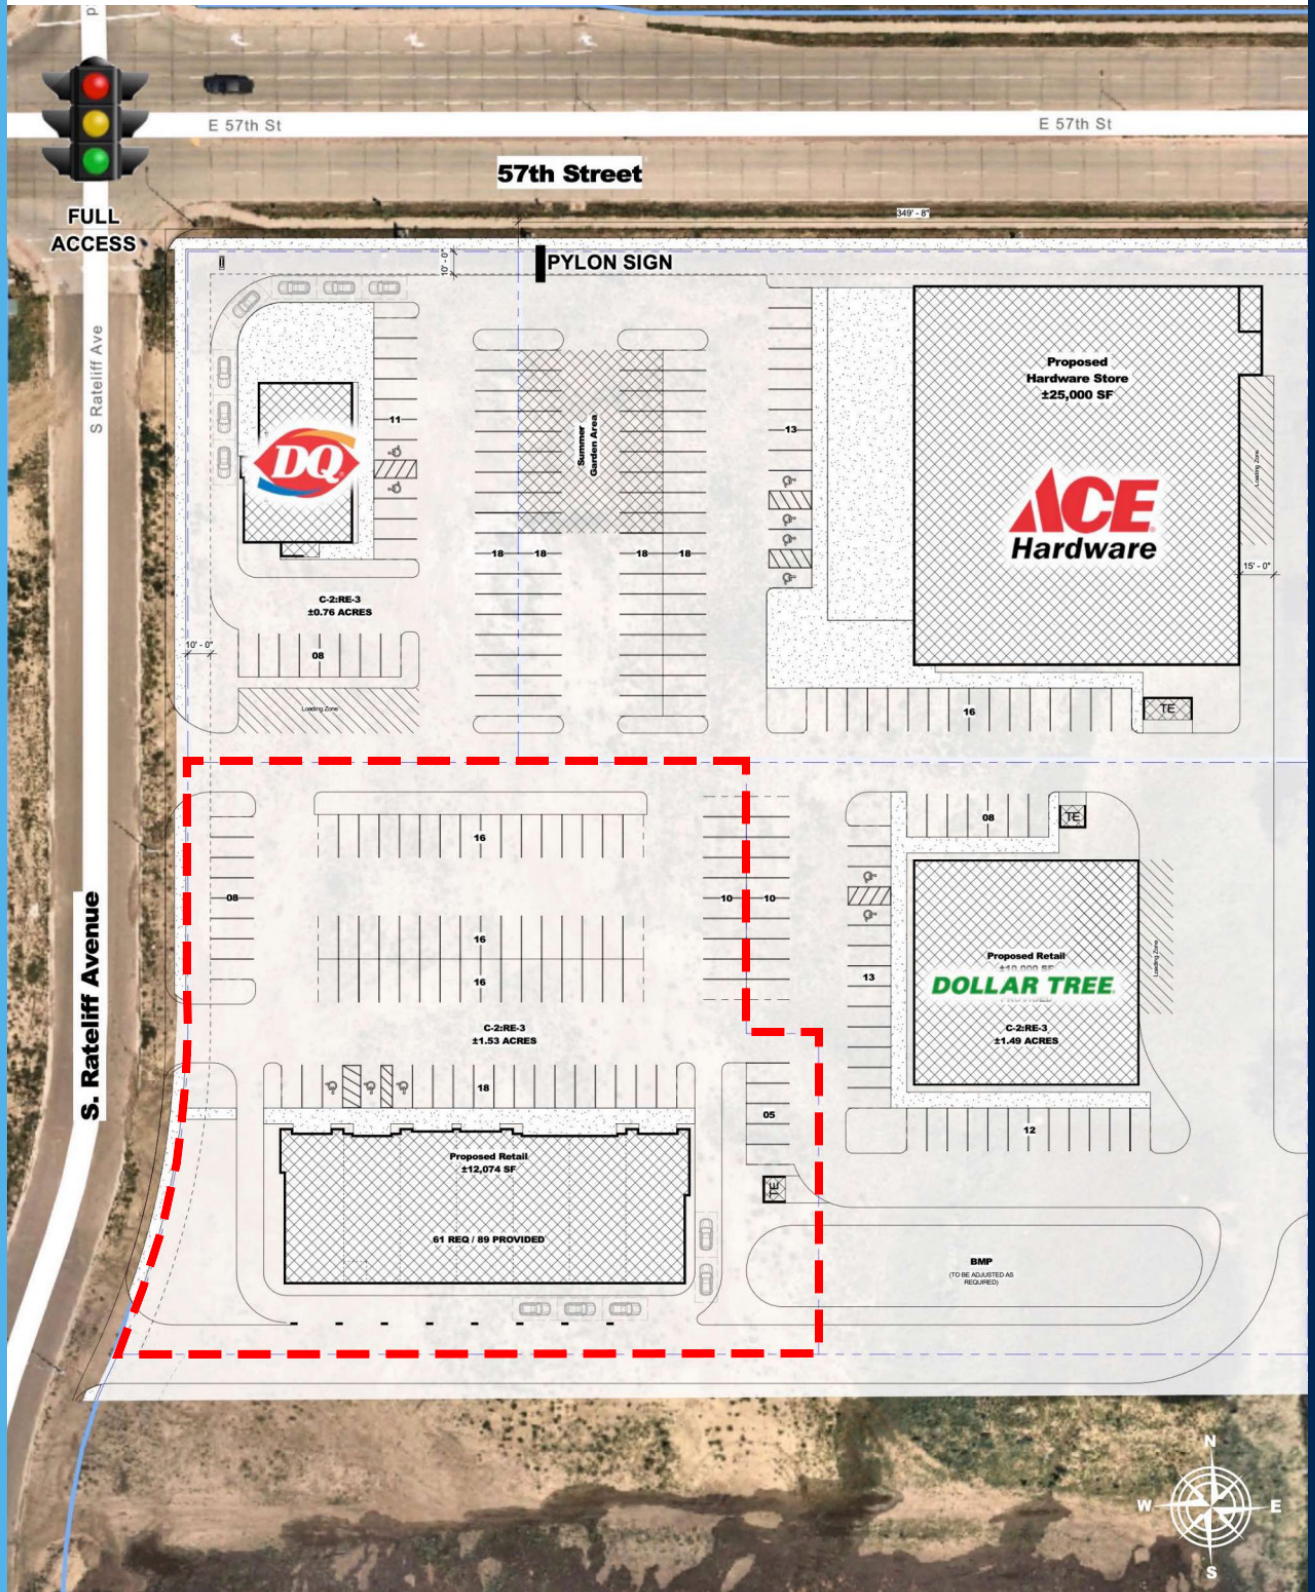 E 57th St
E 57th St
57th Street
FULL
ACCESS
349' - 8"
10' - 0"
PYLON SIGN
S Rateliff Ave
Proposed
Hardware Store
±25,000 SF
11
DQ
Summer
Garden Area
13
Loading Zone
ACE
Hardware
18
18
18
18
15' - 0"
C-2:RE-3
±0.76 ACRES
10' - 0"
08
Loading Zone
16
TE
16
08
TE
08
10
10
16
16
13
Proposed Retail
±10,000 SF
DOLLAR TREE
PROVIDED
Loading Zone
C-2:RE-3
±1.53 ACRES
C-2:RE-3
±1.49 ACRES
S. Rateliff Avenue
18
05
12
Proposed Retail
±12,074 SF
TE
61 REQ / 89 PROVIDED
BMP
(TO BE ADJUSTED AS
REQUIRED)
N
W
E
S